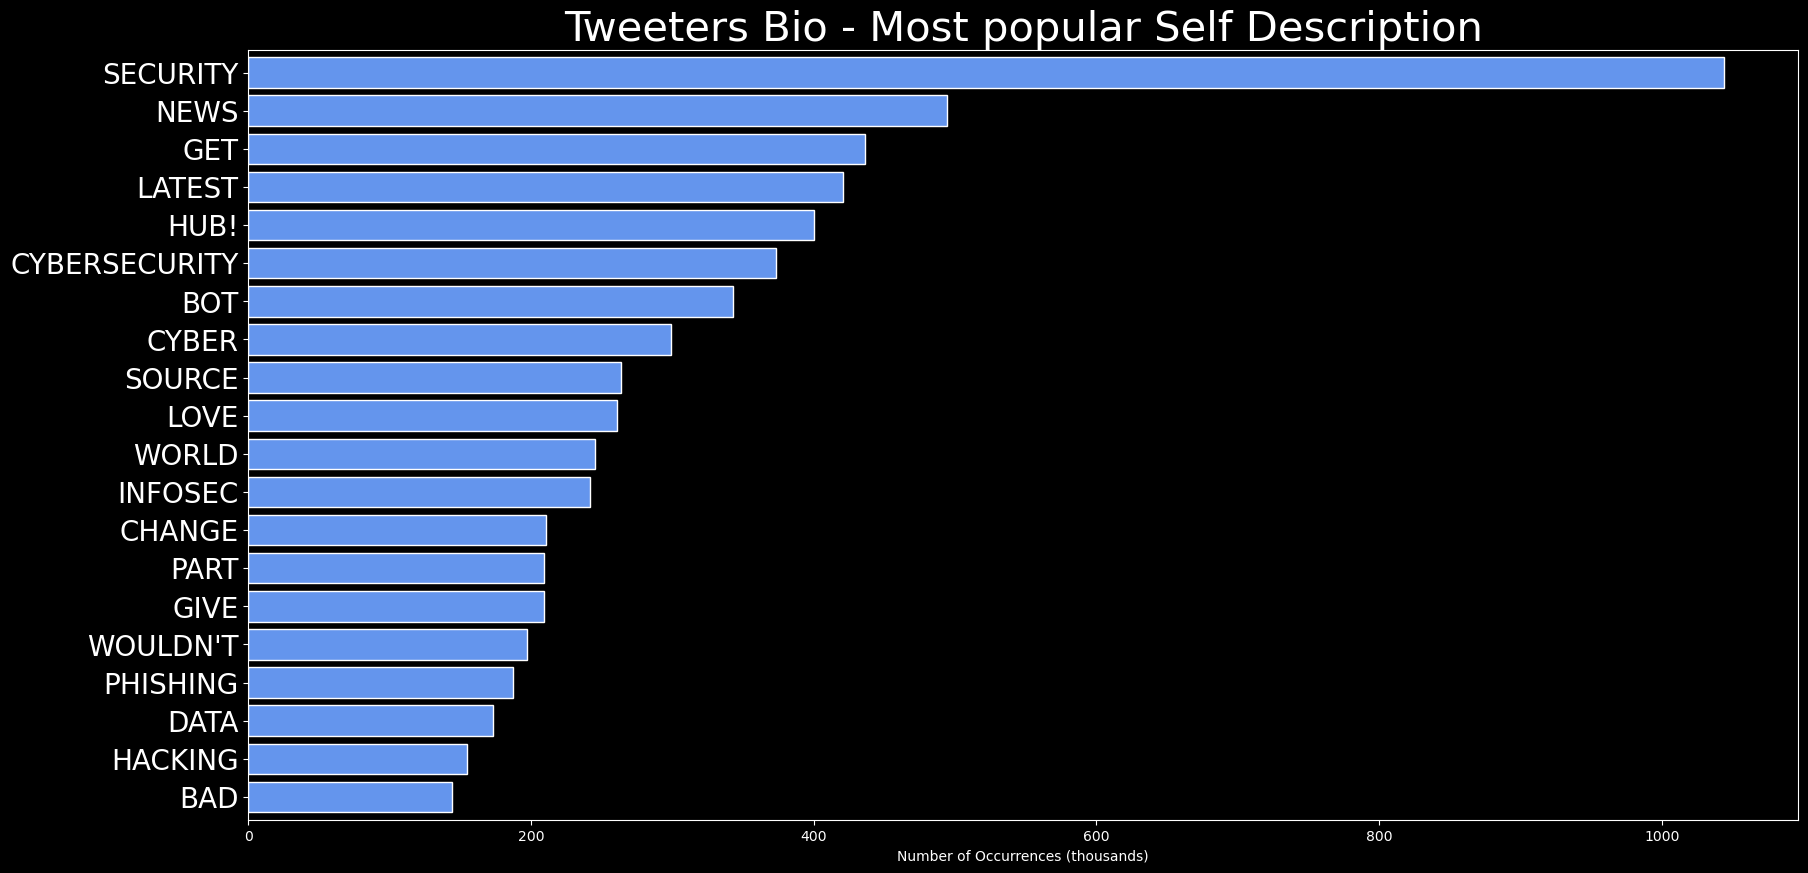 Tweeters Bio - Most popular Self Description
SECURITY
NEWS
GET
LATEST
HUB!
CYBERSECURITY
BOT
CYBER
SOURCE
LOVE
WORLD
INFOSEC
CHANGE
PART
GIVE
WOULDN'T
PHISHING
DATA
HACKING
BAD
0 200 400 600 800 1000
Number of Occurrences (thousands)